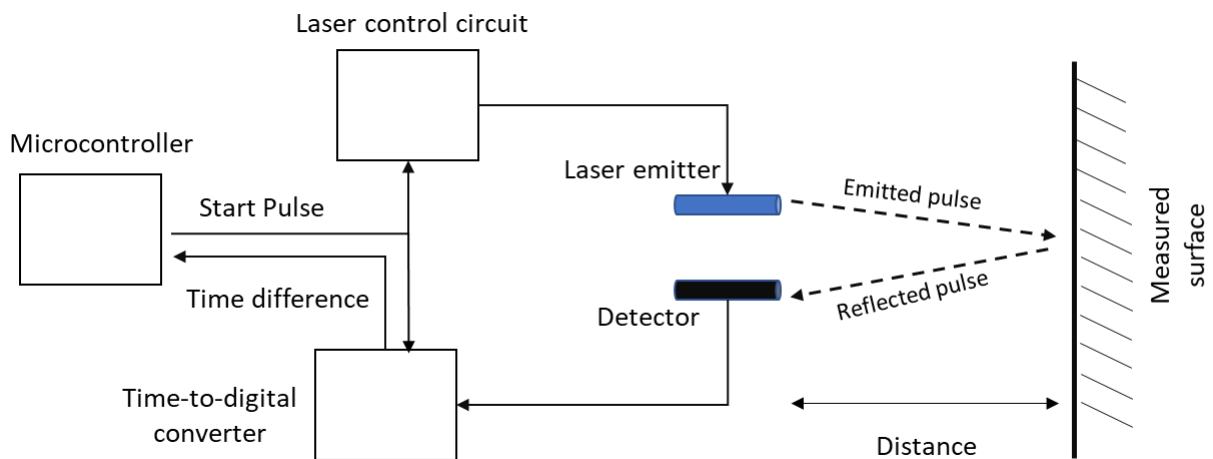 Laser control circuit
Microcontroller
Laser emitter
Emitted pulse
Start Pulse
Measured
surface
Time difference
Reflected pulse
Detector
Time-to-digital
converter
Distance